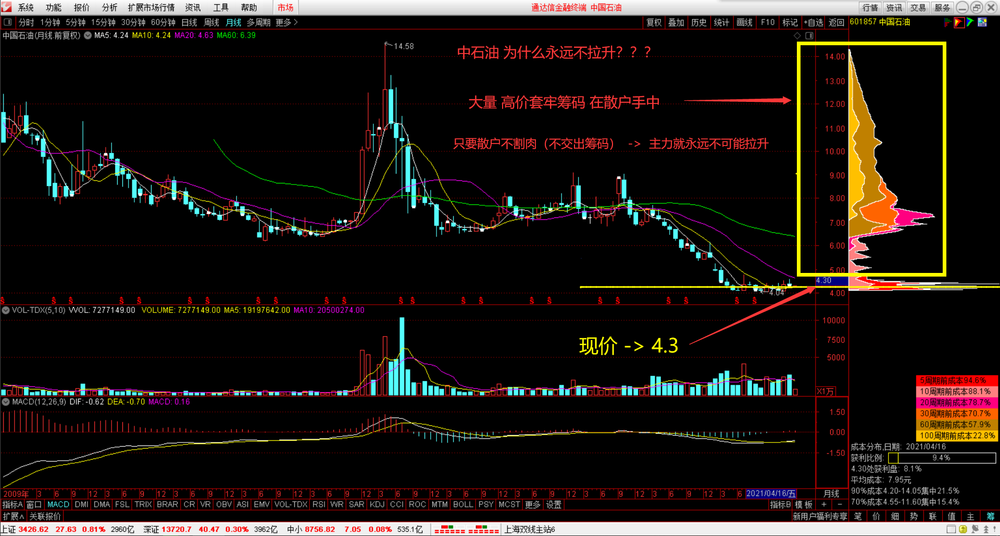 系统 功能 报价 分析 扩展市场行情 资讯 工具 帮助 市场 通达信金融终端 中国石油 行情 资讯 交易 服务
分时 1分钟 5分钟 15分钟 30分钟 60分钟 日线 周线 月线 多周期 更多 > 复权 叠加 历史 统计 画线 F10 标记 +自选 返回 601857 中国石油
中国石油(月线.前复权) MA5: 4.24 MA10: 4.24 MA20: 4.63 MA60: 6.39
14.58
中石油 为什么永远不拉升？？？
14.00
13.00
大量 高价套牢筹码 在散户手中
12.00
11.00
只要散户不割肉（不交出筹码） -> 主力就永远不可能拉升
10.00
9.00
8.00
7.00
6.00
5.00
4.30
4.04
4.00
VOL-TDX(5,10) VVOL: 7277149.00 VOLUME: 7277149.00 MA5: 19197642.00 MA10: 20500274.00
10000
现价 -> 4.3
7500
5000
X1万
5周期前成本94.6%
10周期前成本88.1%
20周期前成本78.7%
30周期前成本70.7%
60周期前成本57.9%
100周期前成本22.8%
MACD(12,26,9) DIF: -0.62 DEA: -0.70 MACD: 0.16
1.50
0.00
-1.50
成本分布,日期: 2021/04/16
获利比例: 9.4%
4.30处获利盘: 8.1%
平均成本: 7.95元
90%成本4.20-14.05集中21.5%
70%成本4.55-11.60集中15.4%
2009年 3 6 9 12 3 6 9 12 3 6 9 12 3 6 9 12 3 6 9 12 3 6 9 12 3 6 9 12 3 6 9 12 3 6 9 12 3 6 9 12 3 6 2021/04/16/五 月线
指标A 窗口 MACD DMI DMA FSL TRIX BRAR CR VR OBV ASI EMV VOL-TDX RSI WR SAR KDJ CCI ROC MTM BOLL PSY MCST 更多 设置 指标B 模板 + -
扩展∧ 关联报价 新用户福利专享 笔 价 细 势 联 值 主 筹
上证 3426.62 27.63 0.81% 2960亿 深证 13720.7 40.47 0.30% 3962亿 中小 8756.82 7.05 0.08% 535.1亿 上海双线主站6